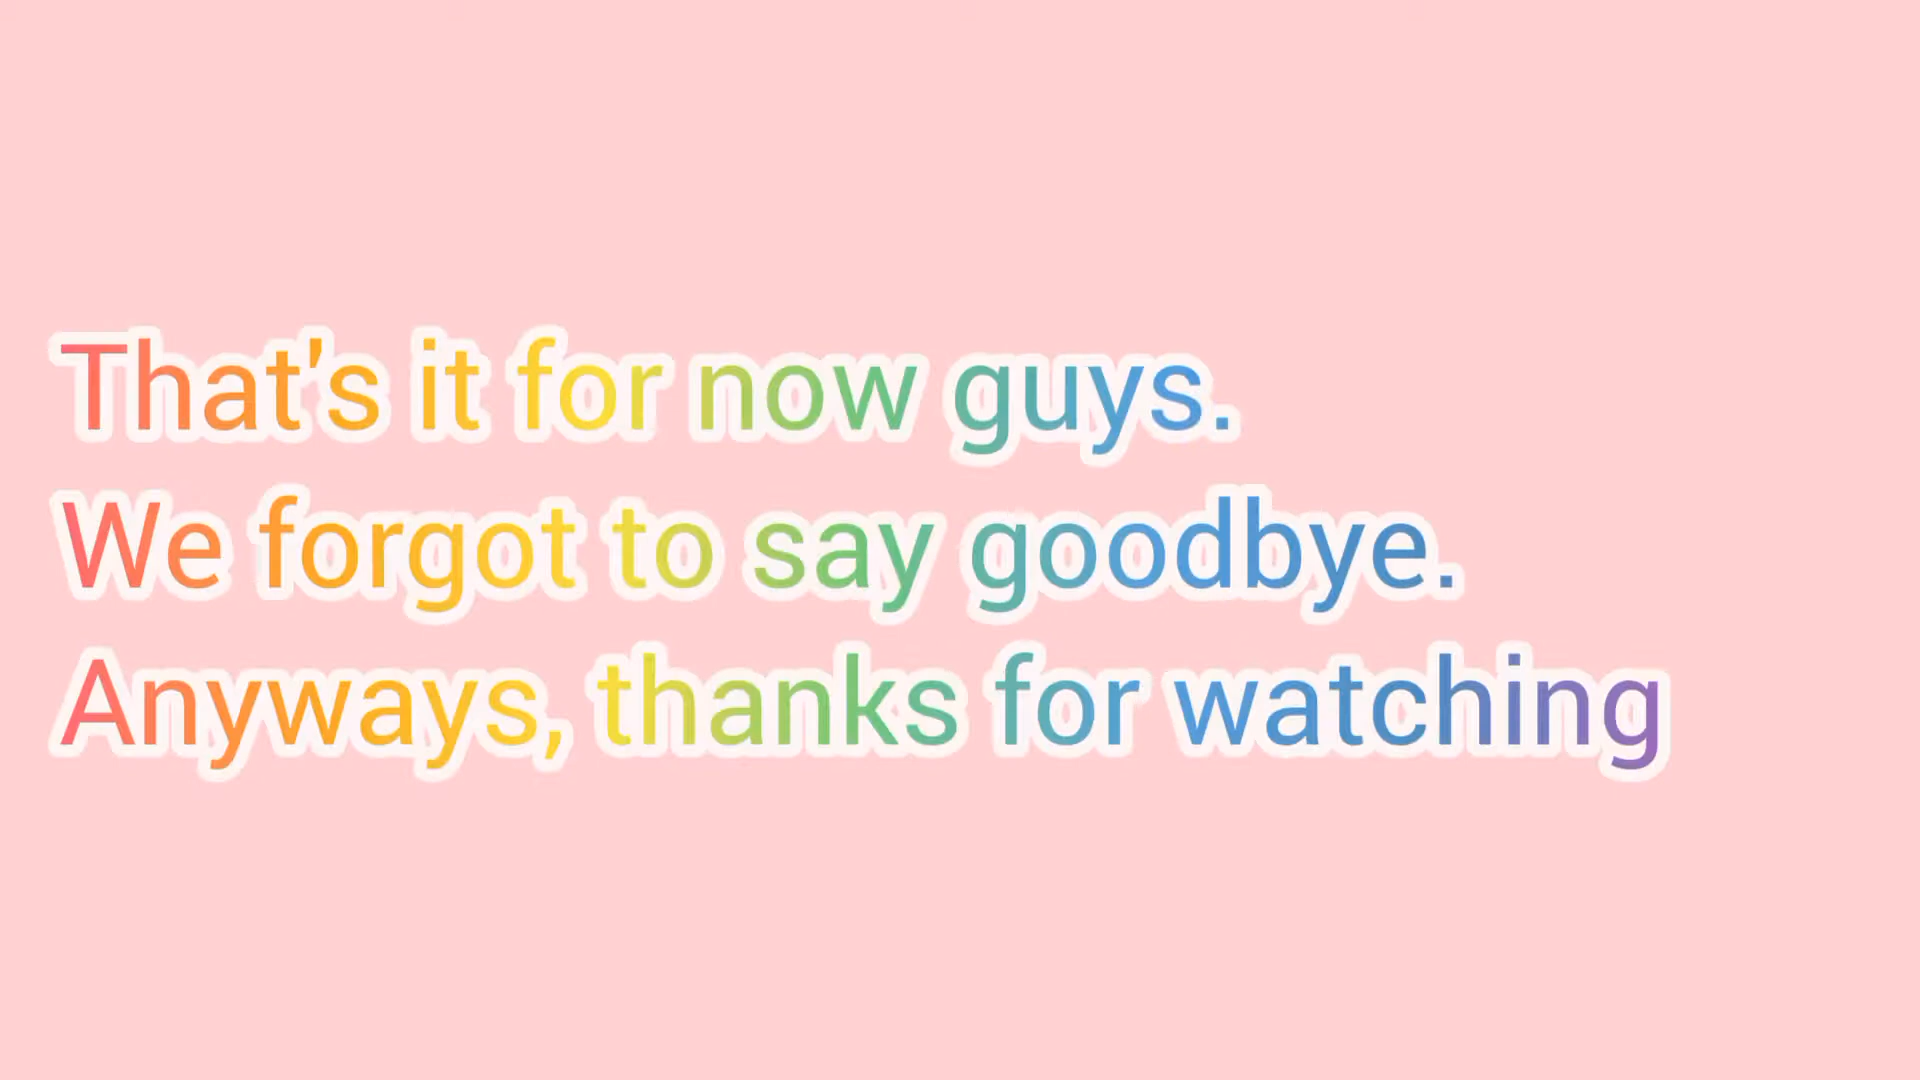 That's it for now guys.
We forgot to say goodbye.
Anyways, thanks for watching